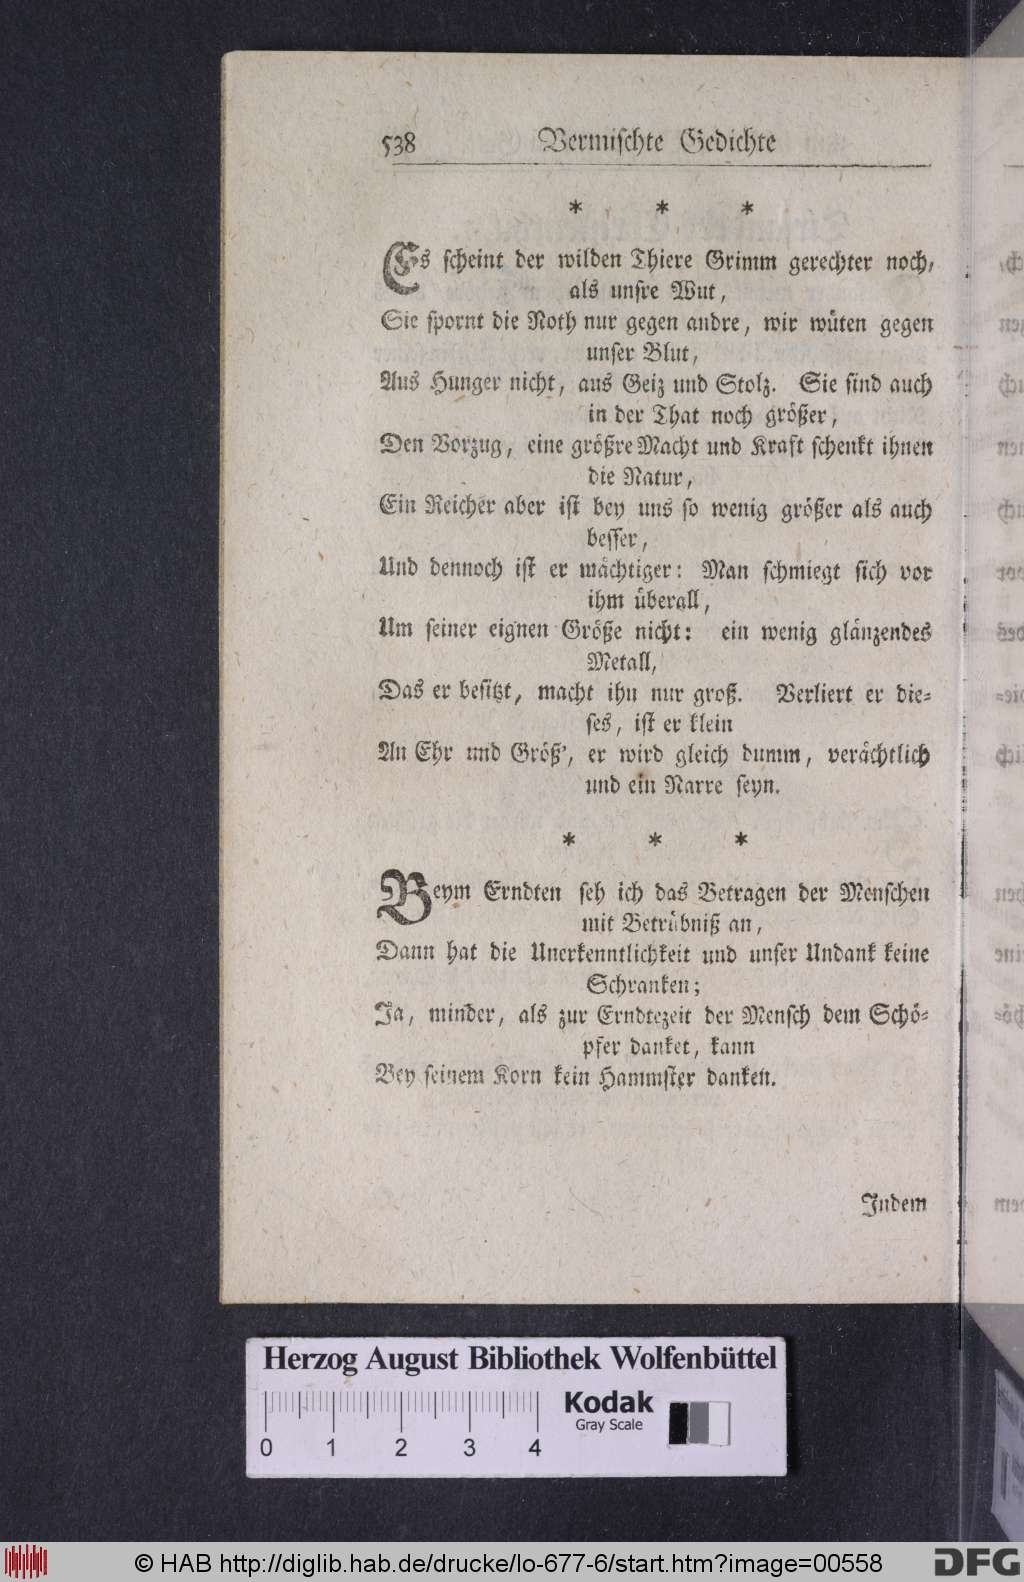 538 Vermischte Gedichte
* * *
Es scheint der wilden Thiere Grimm gerechter noch,
als unsre Wut,
Sie spornt die Noth nur gegen andre, wir wüten gegen
unser Blut,
Aus Hunger nicht, aus Geiz und Stolz. Sie sind auch
in der That noch größer,
Den Vorzug, eine größre Macht und Kraft schenkt ihnen
die Natur,
Ein Reicher aber ist bey uns so wenig größer als auch
besser,
Und dennoch ist er mächtiger: Man schmiegt sich vor
ihm überall,
Um seiner eignen Größe nicht: ein wenig glänzendes
Metall,
Das er besitzt, macht ihn nur groß. Verliert er die-
ses, ist er klein
An Ehr und Größ', er wird gleich dumm, verächtlich
und ein Narre seyn.
* * *
Beym Erndten seh ich das Betragen der Menschen
mit Betrübniß an,
Dann hat die Unerkenntlichkeit und unser Undank keine
Schranken;
Ja, minder, als zur Erndtezeit der Mensch dem Schö-
pfer danket, kann
Bey seinem Korn kein Hammster danken.
Indem
Herzog August Bibliothek Wolfenbüttel
Kodak
Gray Scale
0 1 2 3 4
© HAB http://diglib.hab.de/drucke/lo-677-6/start.htm?image=00558
DFG